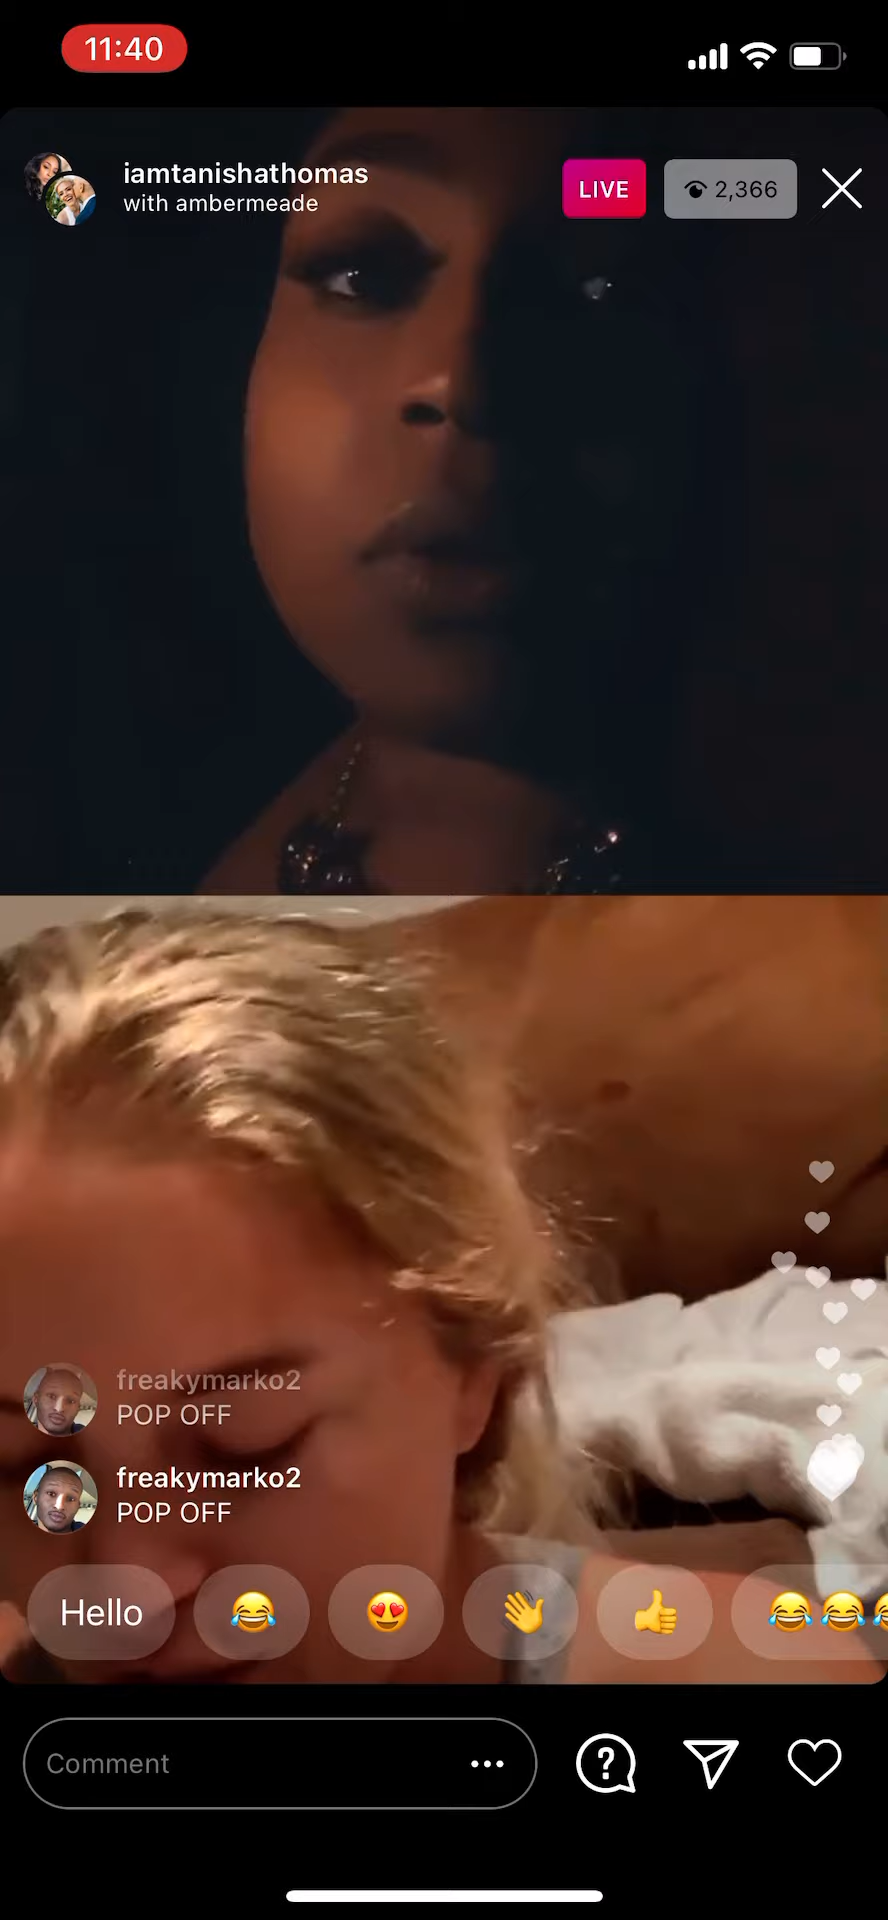 11:40
iamtanishathomas
with ambermeade
LIVE
2,366
freakymarko2
POP OFF
freakymarko2
POP OFF
Hello
Comment